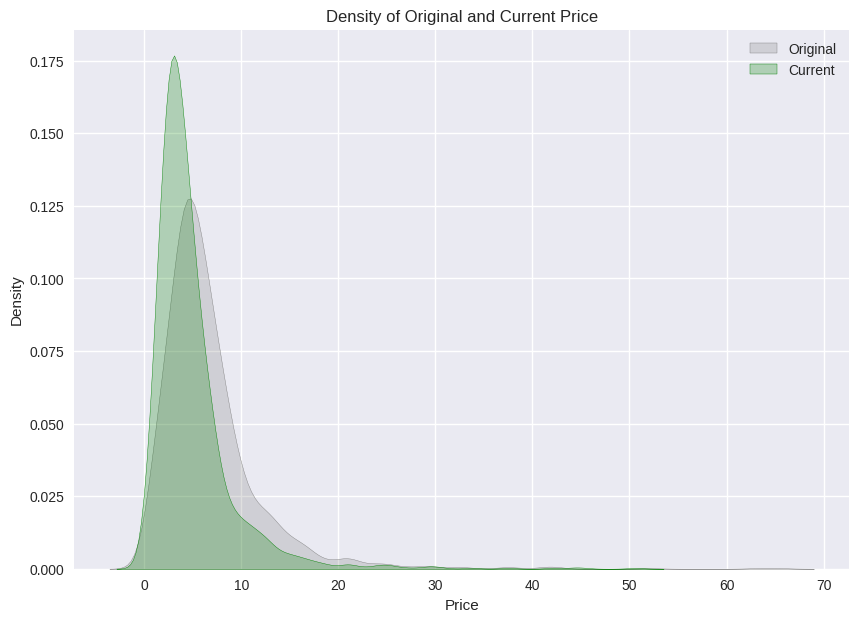 Density of Original and Current Price
Original
Current
0.175
0.150
0.125
0.100
0.075
0.050
0.025
0.000
Density
0 10 20 30 40 50 60 70
Price